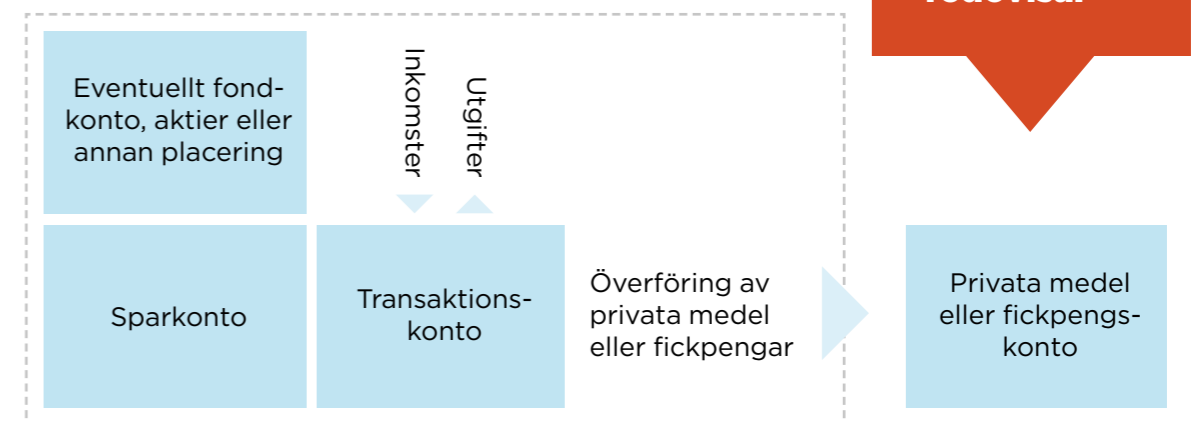 Eventuellt fond-
konto, aktier eller
annan placering
Inkomster
Utgifter
Sparkonto
Transaktions-
konto
Överföring av
privata medel
eller fickpengar
Privata medel
eller fickpengs-
konto